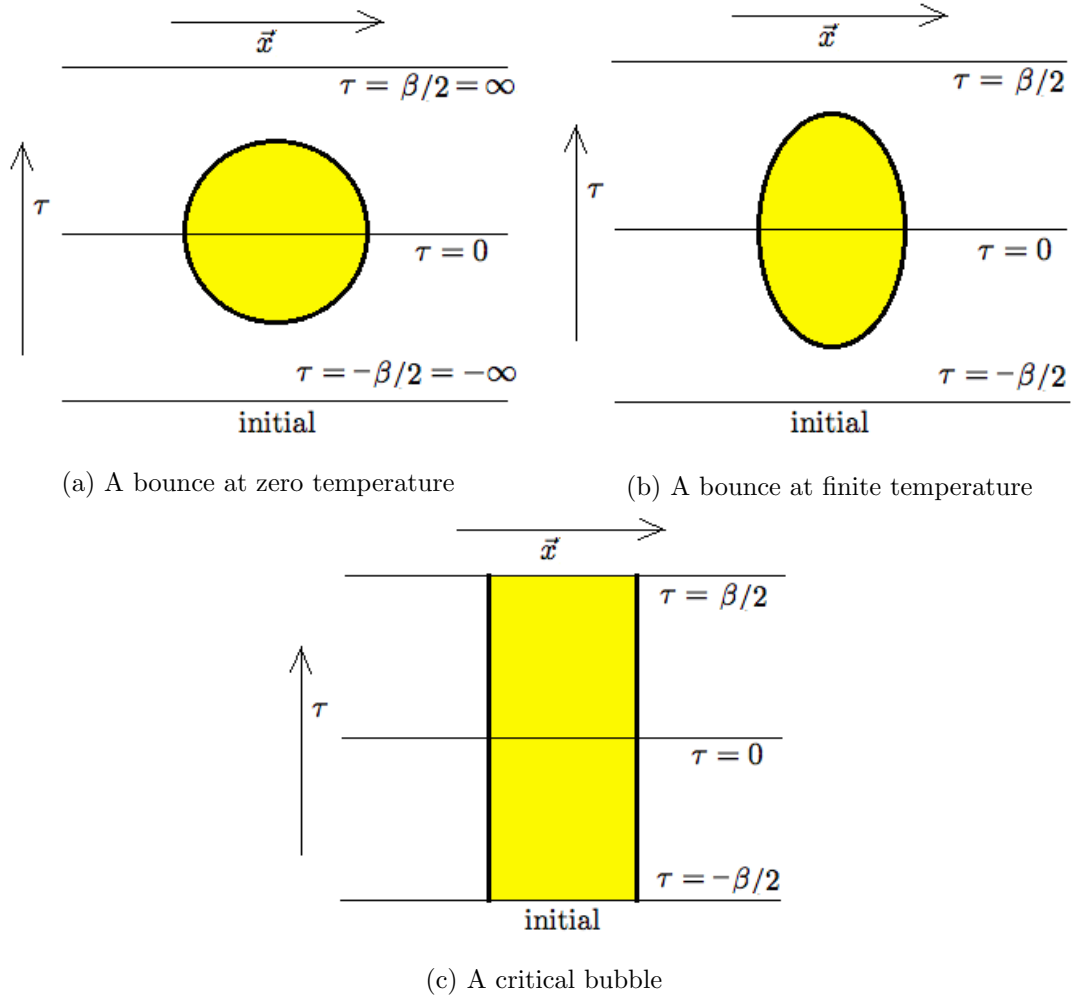 x⃗
τ = β/2 = ∞
τ
τ = 0
τ = −β/2 = −∞
initial
(a) A bounce at zero temperature
x⃗
τ = β/2
τ
τ = 0
τ = −β/2
initial
(b) A bounce at finite temperature
x⃗
τ = β/2
τ
τ = 0
τ = −β/2
initial
(c) A critical bubble